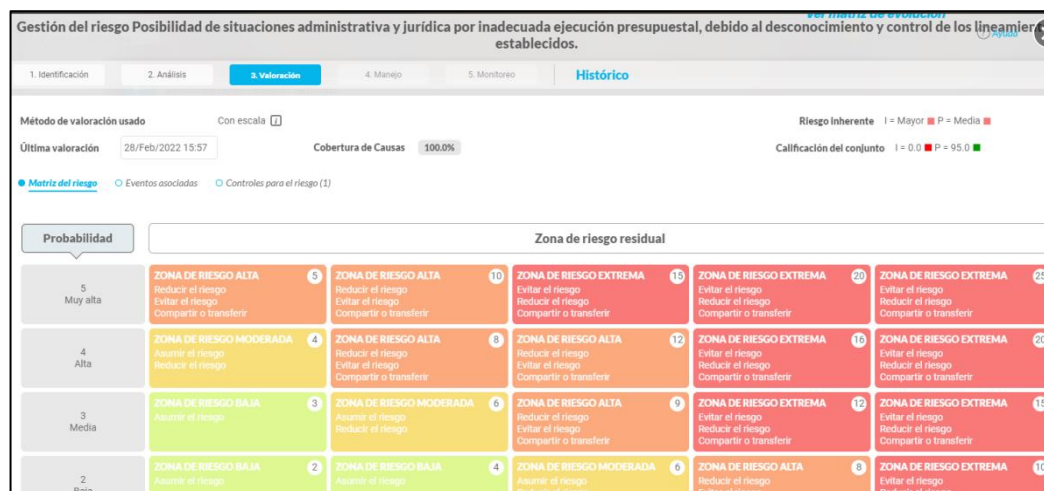 Ver matriz de evolución
Gestión del riesgo Posibilidad de situaciones administrativa y jurídica por inadecuada ejecución presupuestal, debido al desconocimiento y control de los lineamient
establecidos.
Ayuda
1. Identificación 2. Análisis 3. Valoración 4. Manejo 5. Monitoreo Histórico
Método de valoración usado Con escala i Riesgo inherente I = Mayor P = Media
Última valoración 28/Feb/2022 15:57 Cobertura de Causas 100.0% Calificación del conjunto I = 0.0 P = 95.0
Matriz del riesgo Eventos asociadas Controles para el riesgo (1)
Probabilidad Zona de riesgo residual
5
Muy alta
ZONA DE RIESGO ALTA 5
Reducir el riesgo
Evitar el riesgo
Compartir o transferir
ZONA DE RIESGO ALTA 10
Reducir el riesgo
Evitar el riesgo
Compartir o transferir
ZONA DE RIESGO EXTREMA 15
Evitar el riesgo
Reducir el riesgo
Compartir o transferir
ZONA DE RIESGO EXTREMA 20
Evitar el riesgo
Reducir el riesgo
Compartir o transferir
ZONA DE RIESGO EXTREMA 25
Evitar el riesgo
Reducir el riesgo
Compartir o transferir
4
Alta
ZONA DE RIESGO MODERADA 4
Asumir el riesgo
Reducir el riesgo
ZONA DE RIESGO ALTA 8
Reducir el riesgo
Evitar el riesgo
Compartir o transferir
ZONA DE RIESGO ALTA 12
Reducir el riesgo
Evitar el riesgo
Compartir o transferir
ZONA DE RIESGO EXTREMA 16
Evitar el riesgo
Reducir el riesgo
Compartir o transferir
ZONA DE RIESGO EXTREMA 20
Evitar el riesgo
Reducir el riesgo
Compartir o transferir
3
Media
ZONA DE RIESGO BAJA 3
Asumir el riesgo
ZONA DE RIESGO MODERADA 6
Asumir el riesgo
Reducir el riesgo
ZONA DE RIESGO ALTA 9
Reducir el riesgo
Evitar el riesgo
Compartir o transferir
ZONA DE RIESGO EXTREMA 12
Evitar el riesgo
Reducir el riesgo
Compartir o transferir
ZONA DE RIESGO EXTREMA 15
Evitar el riesgo
Reducir el riesgo
Compartir o transferir
2
Baja
ZONA DE RIESGO BAJA 2
Asumir el riesgo
ZONA DE RIESGO BAJA 4
Asumir el riesgo
ZONA DE RIESGO MODERADA 6
Asumir el riesgo
ZONA DE RIESGO ALTA 8
Reducir el riesgo
ZONA DE RIESGO EXTREMA 10
Evitar el riesgo